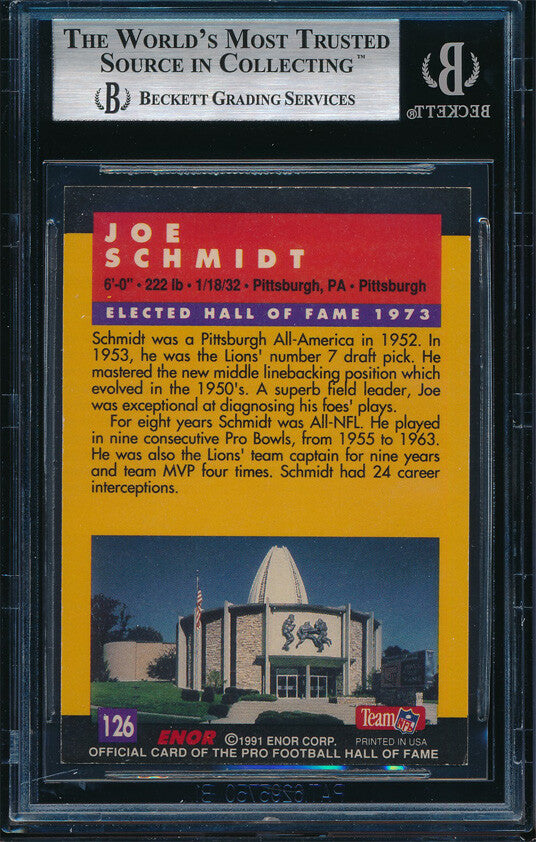 THE WORLD'S MOST TRUSTED
SOURCE IN COLLECTING™
B BECKETT GRADING SERVICES
B
BECKETT®
JOE
SCHMIDT
6'-0" • 222 lb • 1/18/32 • Pittsburgh, PA • Pittsburgh
ELECTED HALL OF FAME 1973
Schmidt was a Pittsburgh All-America in 1952. In
1953, he was the Lions' number 7 draft pick. He
mastered the new middle linebacking position which
evolved in the 1950's. A superb field leader, Joe
was exceptional at diagnosing his foes' plays.
For eight years Schmidt was All-NFL. He played
in nine consecutive Pro Bowls, from 1955 to 1963.
He was also the Lions' team captain for nine years
and team MVP four times. Schmidt had 24 career
interceptions.
Team NFL
126 ENOR ©1991 ENOR CORP. PRINTED IN USA
OFFICIAL CARD OF THE PRO FOOTBALL HALL OF FAME